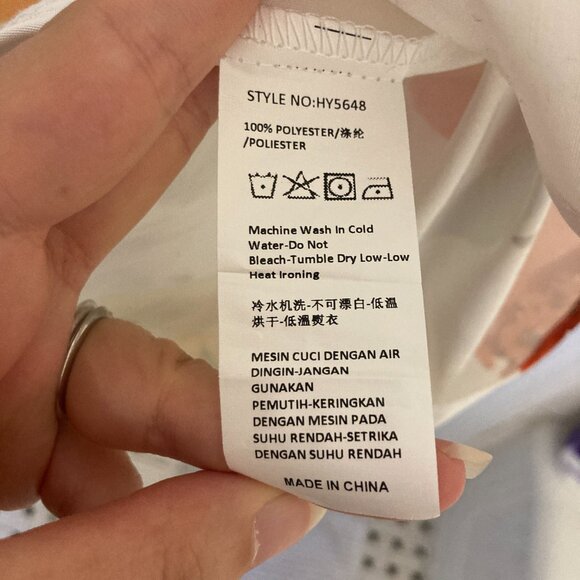 STYLE NO:HY5648
100% POLYESTER/涤纶
/POLIESTER
Machine Wash In Cold
Water-Do Not
Bleach-Tumble Dry Low-Low
Heat Ironing
冷水机洗-不可漂白-低温
烘干-低温熨衣
MESIN CUCI DENGAN AIR
DINGIN-JANGAN
GUNAKAN
PEMUTIH-KERINGKAN
DENGAN MESIN PADA
SUHU RENDAH-SETRIKA
DENGAN SUHU RENDAH
MADE IN CHINA